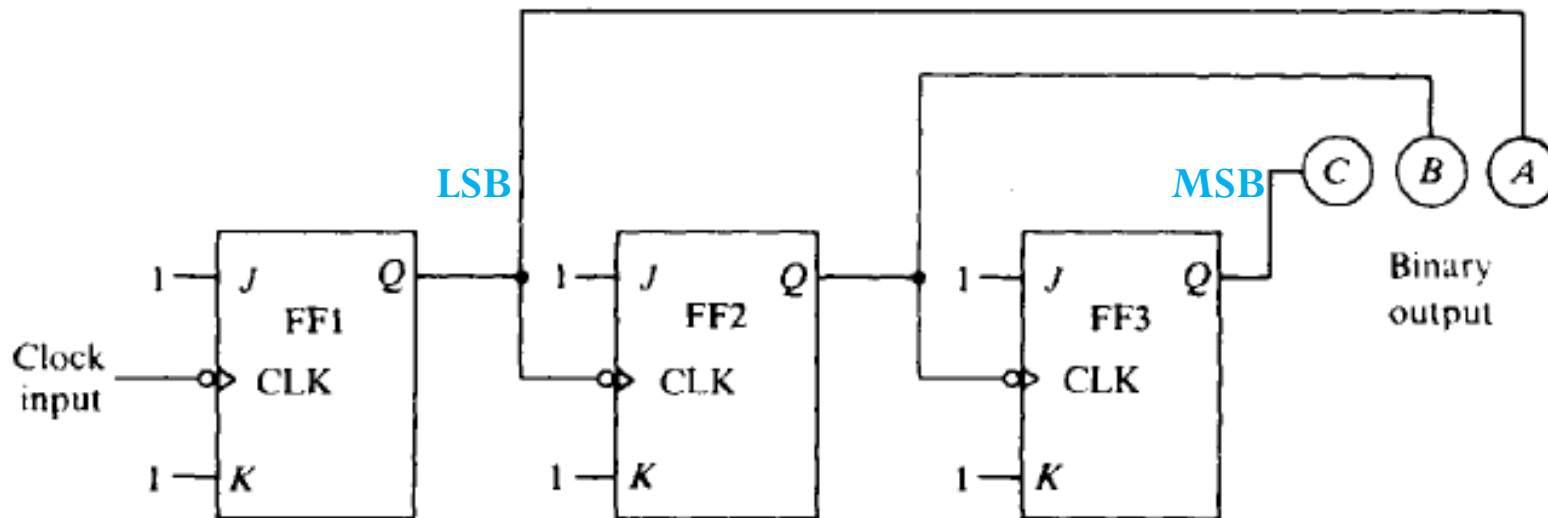 LSB
MSB
C B A
Binary
output
1 J Q
FF1
Clock
input
CLK
1 K
1 J Q
FF2
CLK
1 K
1 J Q
FF3
CLK
1 K